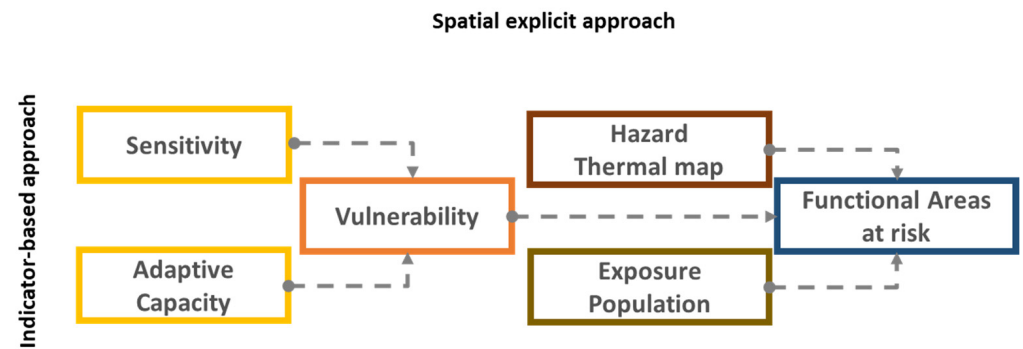 Spatial explicit approach
Indicator-based approach
Sensitivity
Adaptive
Capacity
Vulnerability
Hazard
Thermal map
Exposure
Population
Functional Areas
at risk